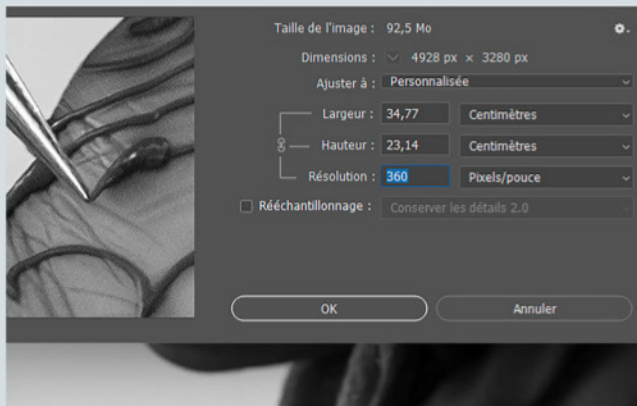 Taille de l'image : 92,5 Mo
Dimensions : 4928 px × 3280 px
Ajuster à : Personnalisée
Largeur : 34,77 Centimètres
Hauteur : 23,14 Centimètres
Résolution : 360 Pixels/pouce
Rééchantillonnage : Conserver les détails 2.0
OK Annuler